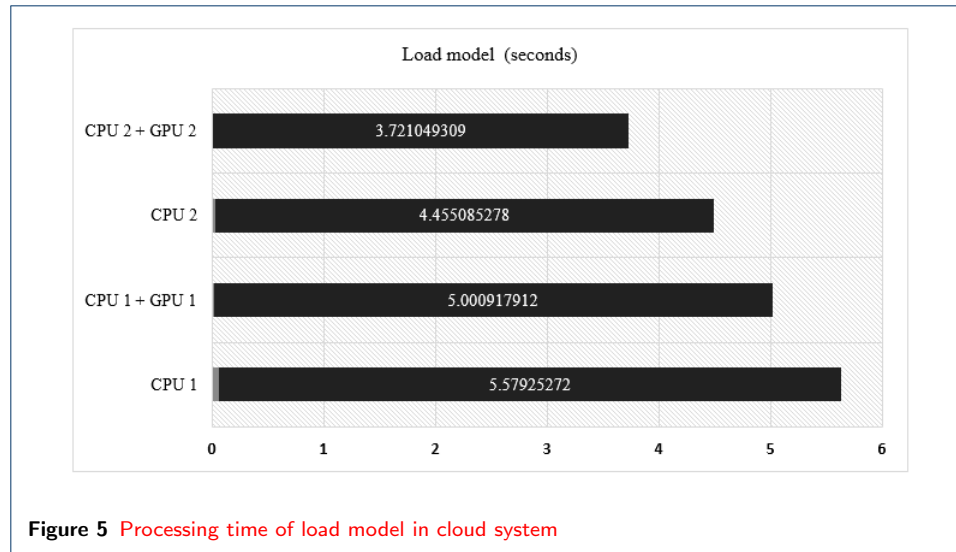 Load model (seconds)
CPU 2 + GPU 2
3.721049309
CPU 2
4.455085278
CPU 1 + GPU 1
5.000917912
CPU 1
5.57925272
0 1 2 3 4 5 6
Figure 5 Processing time of load model in cloud system